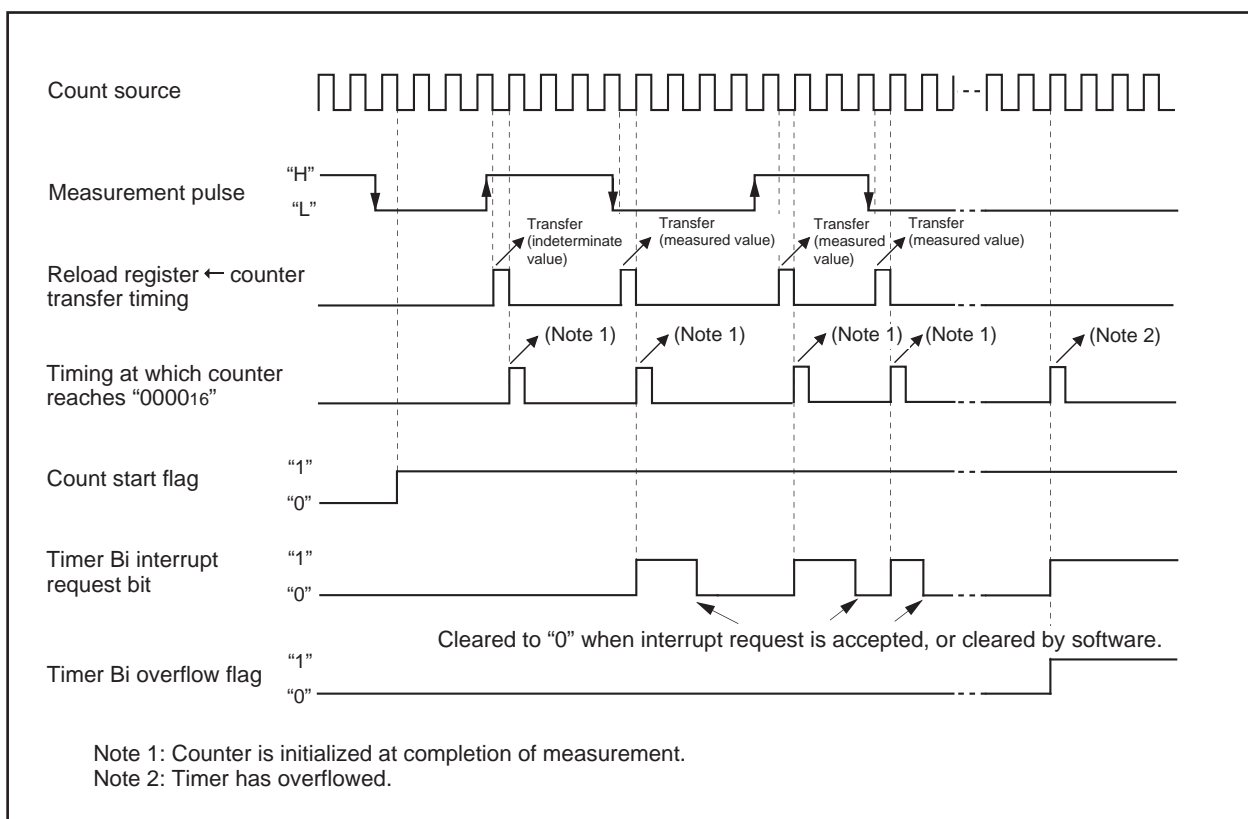 Count source
Measurement pulse
“H”
“L”
Transfer
(indeterminate
value)
Transfer
(measured value)
Transfer
(measured
value)
Transfer
(measured value)
Reload register ← counter
transfer timing
(Note 1)
(Note 1)
(Note 1)
(Note 1)
(Note 2)
Timing at which counter
reaches “000016”
Count start flag
“1”
“0”
Timer Bi interrupt
request bit
“1”
“0”
Cleared to “0” when interrupt request is accepted, or cleared by software.
Timer Bi overflow flag
“1”
“0”
Note 1: Counter is initialized at completion of measurement.
Note 2: Timer has overflowed.